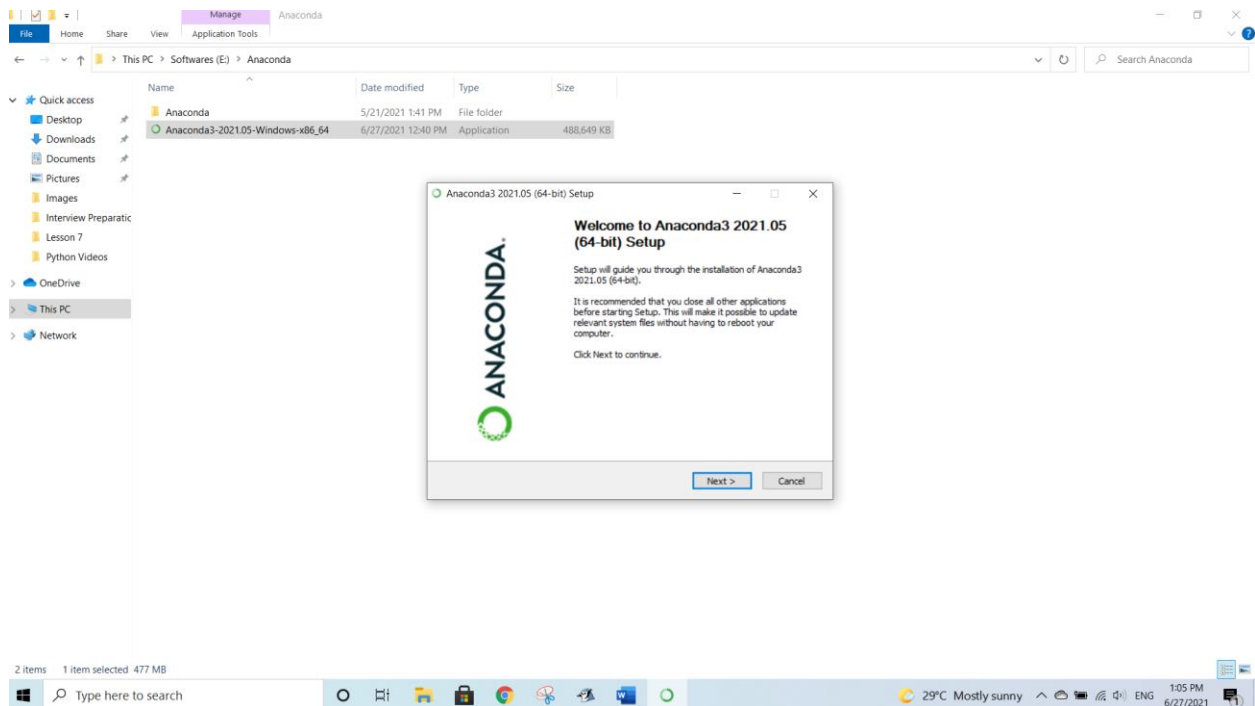 Manage
Anaconda
File
Home
Share
View
Application Tools
This PC > Softwares (E:) > Anaconda
Search Anaconda
Name
Date modified
Type
Size
Quick access
Desktop
Downloads
Documents
Pictures
Images
Interview Preparatic
Lesson 7
Python Videos
OneDrive
This PC
Network
Anaconda 5/21/2021 1:41 PM File folder
Anaconda3-2021.05-Windows-x86_64 6/27/2021 12:40 PM Application 488,649 KB
Anaconda3 2021.05 (64-bit) Setup
ANACONDA.
Welcome to Anaconda3 2021.05
(64-bit) Setup
Setup will guide you through the installation of Anaconda3
2021.05 (64-bit).
It is recommended that you close all other applications
before starting Setup. This will make it possible to update
relevant system files without having to reboot your
computer.
Click Next to continue.
Next >
Cancel
2 items 1 item selected 477 MB
Type here to search
29°C Mostly sunny
ENG
1:05 PM
6/27/2021